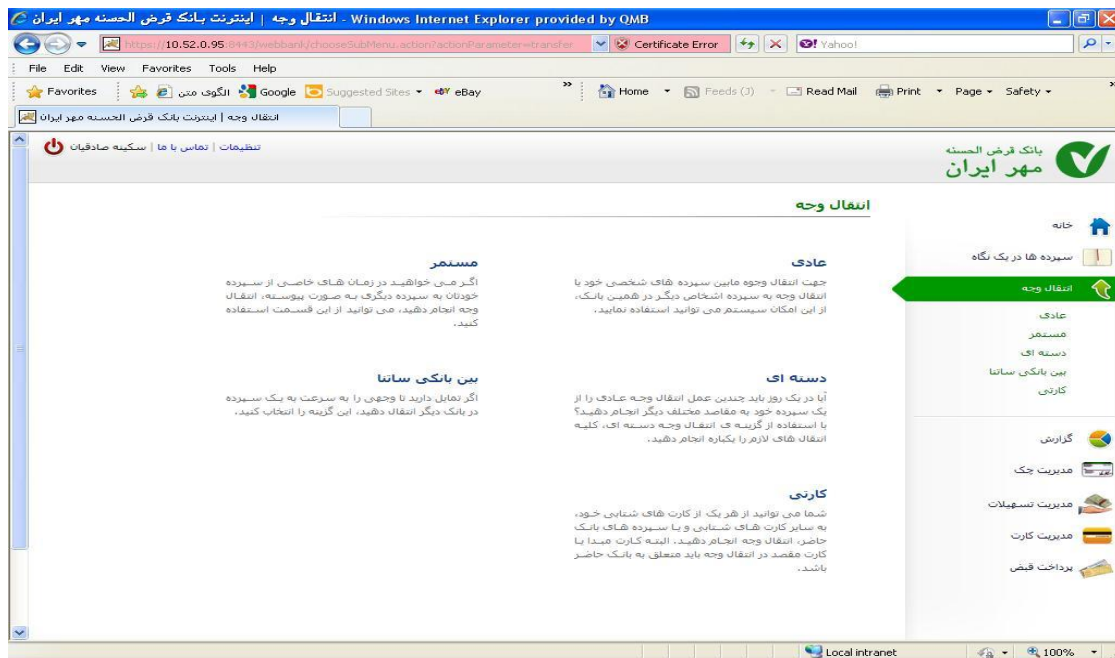 انتقال وجه | اینترنت بانک قرض الحسنه مهر ایران - Windows Internet Explorer provided by QMB
https://10.52.0.95:8443/webbank/chooseSubMenu.action?actionParameter=transfer
Certificate Error
Yahoo!
File Edit View Favorites Tools Help
Favorites الگوی متن Google Suggested Sites eBay » Home Feeds (J) Read Mail Print Page Safety »
انتقال وجه | اینترنت بانک قرض الحسنه مهر ایران
تنظیمات | تماس با ما | سکینه صادقیان
بانک قرض الحسنه
مهر ایران
خانه
سپرده ها در یک نگاه
انتقال وجه
عادی
مستمر
دسته ای
بین بانکی ساتنا
کارتی
گزارش
مدیریت چک
مدیریت تسهیلات
مدیریت کارت
پرداخت قبض
انتقال وجه
عادی
جهت انتقال وجوه مابین سپرده های شخصی خود یا
انتقال وجه به سپرده اشخاص دیگر در همین بانک،
از این امکان سیستم می توانید استفاده نمایید.
مستمر
اگر می خواهید در زمان های خاصی از سپرده
خودتان به سپرده دیگری به صورت پیوسته، انتقال
وجه انجام دهید، می توانید از این قسمت استفاده
کنید.
دسته ای
آیا در یک روز باید چندین عمل انتقال وجه عادی را از
یک سپرده خود به مقاصد مختلف دیگر انجام دهید؟
با استفاده از گزینه ی انتقال وجه دسته ای، کلیه
انتقال های لازم را یکباره انجام دهید.
بین بانکی ساتنا
اگر تمایل دارید تا وجهی را به سرعت به یک سپرده
در بانک دیگر انتقال دهید، این گزینه را انتخاب کنید.
کارتی
شما می توانید از هر یک از کارت های شتابی خود،
به سایر کارت های شتابی و یا سپرده های بانک
حاضر، انتقال وجه انجام دهید. البته کارت مبدا یا
کارت مقصد در انتقال وجه باید متعلق به بانک حاضر
باشد.
Local intranet
100%